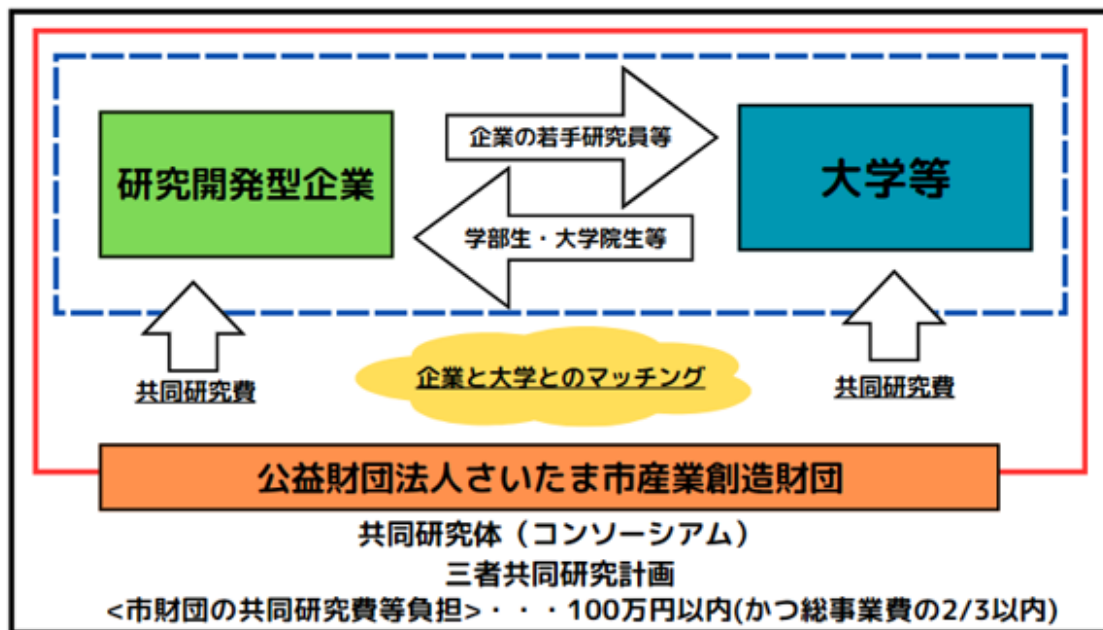 企業の若手研究員等
研究開発型企業
大学等
学部生・大学院生等
共同研究費
企業と大学とのマッチング
共同研究費
公益財団法人さいたま市産業創造財団
共同研究体（コンソーシアム）
三者共同研究計画
<市財団の共同研究費等負担>・・・100万円以内(かつ総事業費の2/3以内)